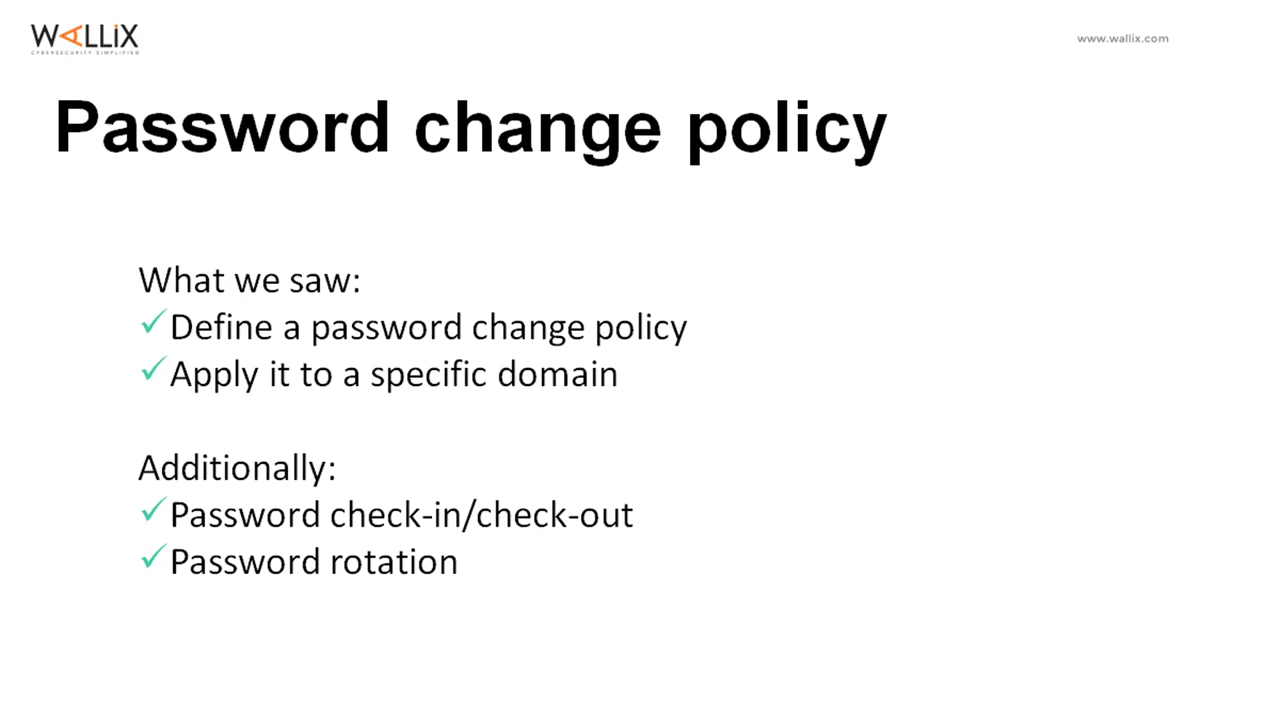 WALLiX
CYBERSECURITY SIMPLIFIED
www.wallix.com
Password change policy
What we saw:
✓Define a password change policy
✓Apply it to a specific domain
Additionally:
✓Password check-in/check-out
✓Password rotation